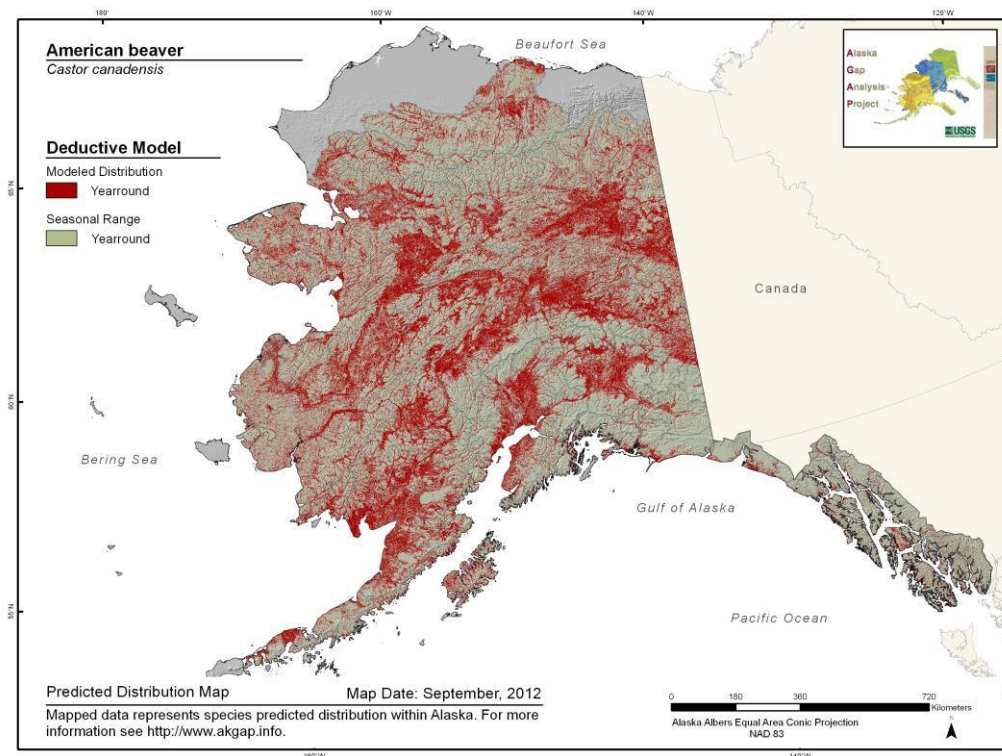 160°
140°
120°
American beaver
Castor canadensis
Beaufort Sea
Alaska
Gap
Analysis
Project
USGS
Deductive Model
Modeled Distribution
Yearround
Seasonal Range
Yearround
65°N
Canada
60°N
Bering Sea
Gulf of Alaska
55°N
Pacific Ocean
Predicted Distribution Map
Map Date: September, 2012
Mapped data represents species predicted distribution within Alaska. For more
information see http://www.akgap.info.
0 180 360 720
Kilometers
Alaska Albers Equal Area Conic Projection
NAD 83
N
160°W
140°W